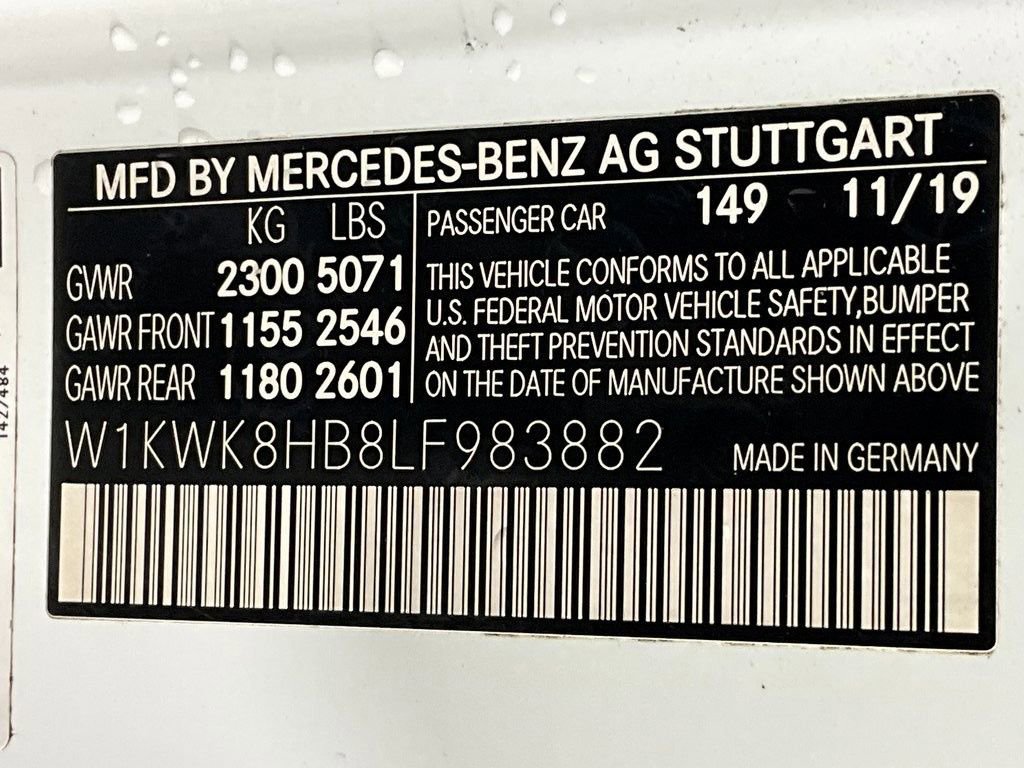 MFD BY MERCEDES-BENZ AG STUTTGART
KG LBS
GVWR 2300 5071
GAWR FRONT 1155 2546
GAWR REAR 1180 2601
PASSENGER CAR 149 11/19
THIS VEHICLE CONFORMS TO ALL APPLICABLE
U.S. FEDERAL MOTOR VEHICLE SAFETY,BUMPER
AND THEFT PREVENTION STANDARDS IN EFFECT
ON THE DATE OF MANUFACTURE SHOWN ABOVE
W1KWK8HB8LF983882
MADE IN GERMANY